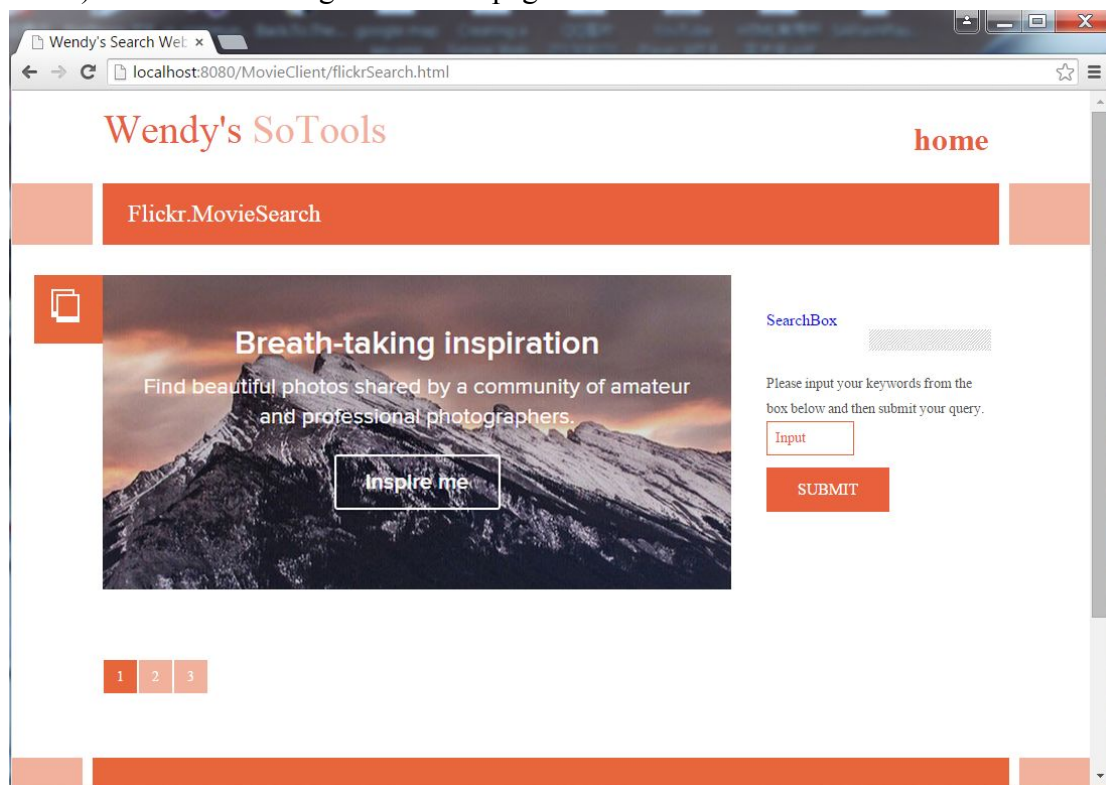 Wendy's Search Web
localhost:8080/MovieClient/flickrSearch.html
Wendy's SoTools
home
Flickr.MovieSearch
Breath-taking inspiration
Find beautiful photos shared by a community of amateur
and professional photographers.
Inspire me
SearchBox
Please input your keywords from the
box below and then submit your query.
Input
SUBMIT
1 2 3